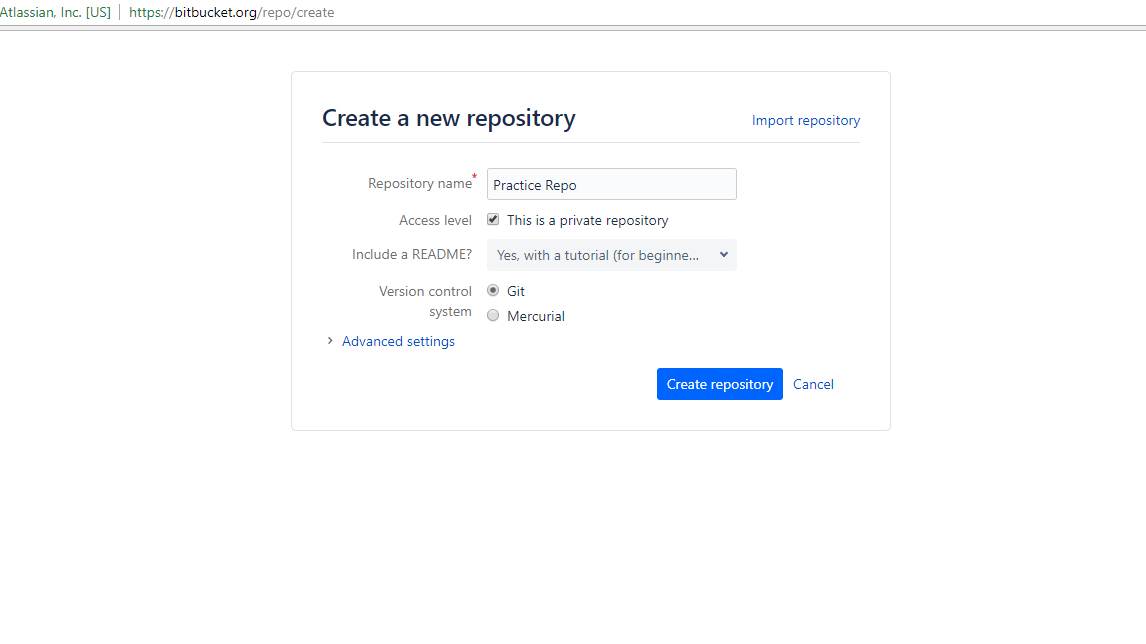 Atlassian, Inc. [US] https://bitbucket.org/repo/create
Create a new repository
Import repository
Repository name* Practice Repo
Access level This is a private repository
Include a README? Yes, with a tutorial (for beginne...
Version control system
Git
Mercurial
Advanced settings
Create repository Cancel